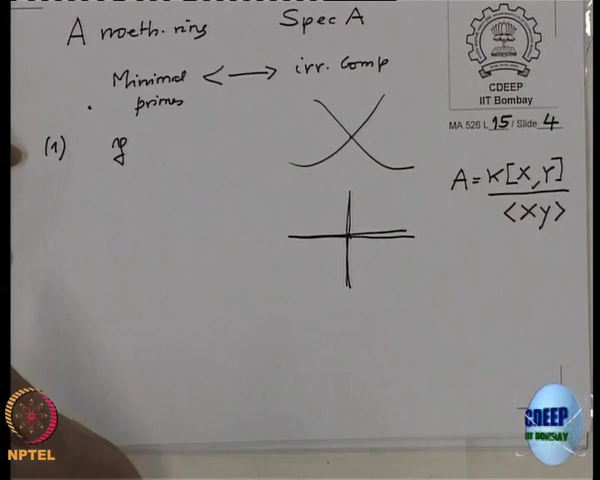 A noeth. ring Spec A
Minimal primes <—> irr. comp
(1) 𝔭
A = K[X, Y] / <XY>
CDEEP
IIT Bombay
MA 526 L 15 / Slide 4
NPTEL
CDEEP
IIT BOMBAY